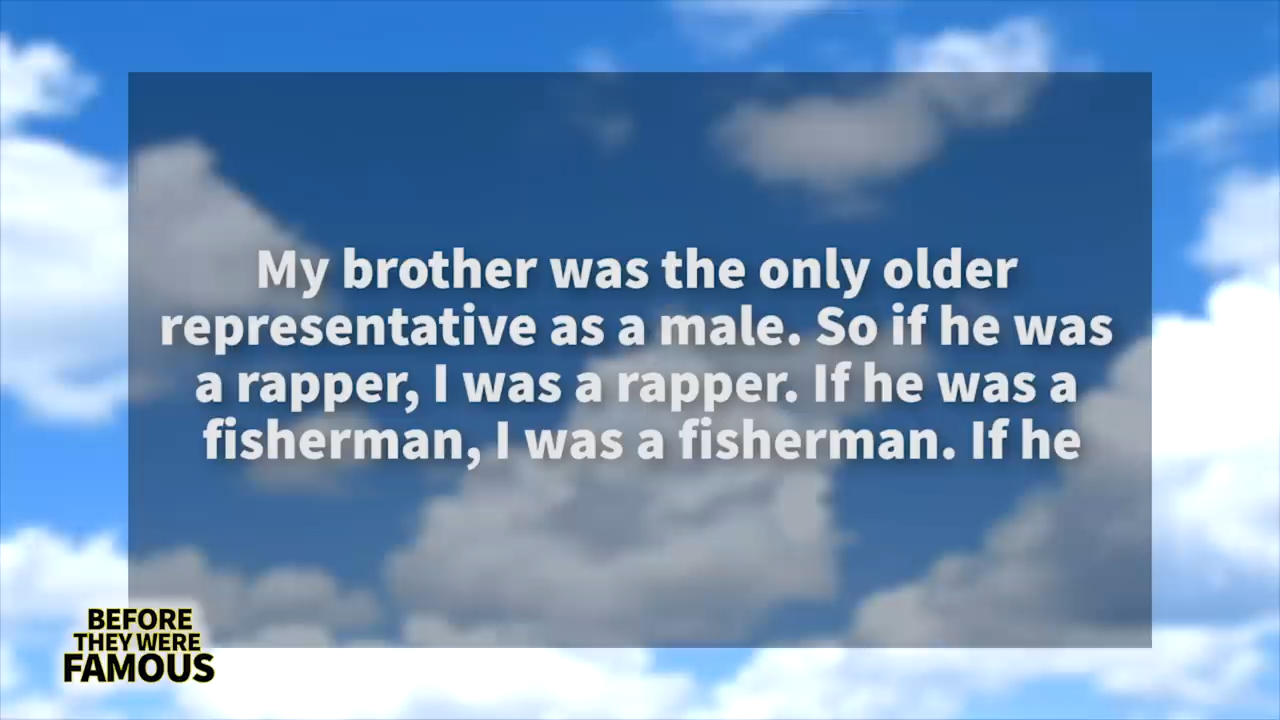 My brother was the only older
representative as a male. So if he was
a rapper, I was a rapper. If he was a
fisherman, I was a fisherman. If he
BEFORE
THEY WERE
FAMOUS